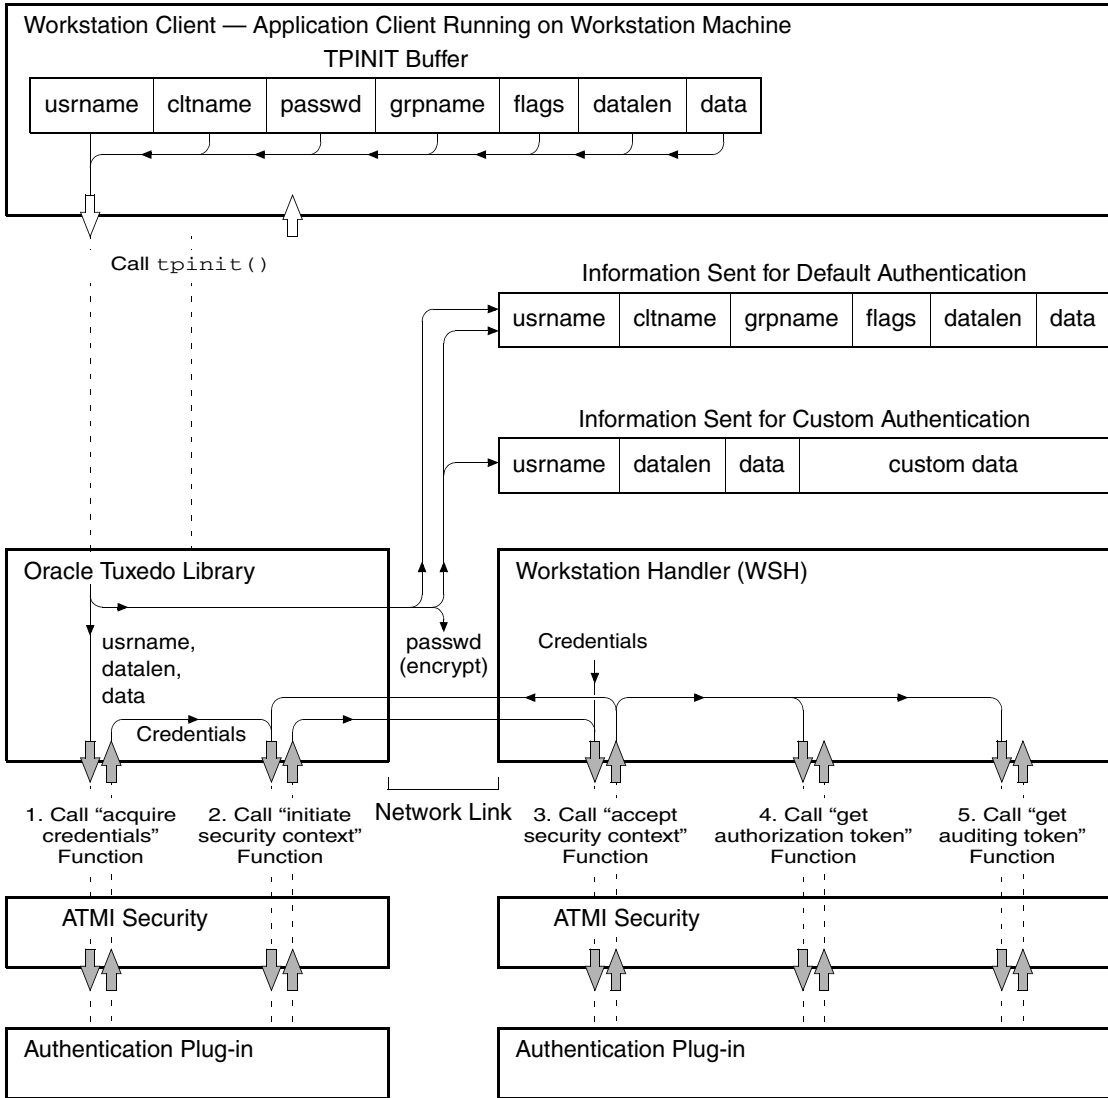 Workstation Client — Application Client Running on Workstation Machine
TPINIT Buffer
usrname cltname passwd grpname flags datalen data
Call tpinit()
Information Sent for Default Authentication
usrname cltname grpname flags datalen data
Information Sent for Custom Authentication
usrname datalen data custom data
Oracle Tuxedo Library
usrname,
datalen,
data
Credentials
passwd
(encrypt)
Workstation Handler (WSH)
Credentials
Network Link
1. Call “acquire
credentials”
Function
2. Call “initiate
security context”
Function
3. Call “accept
security context”
Function
4. Call “get
authorization token”
Function
5. Call “get
auditing token”
Function
ATMI Security
ATMI Security
Authentication Plug-in
Authentication Plug-in